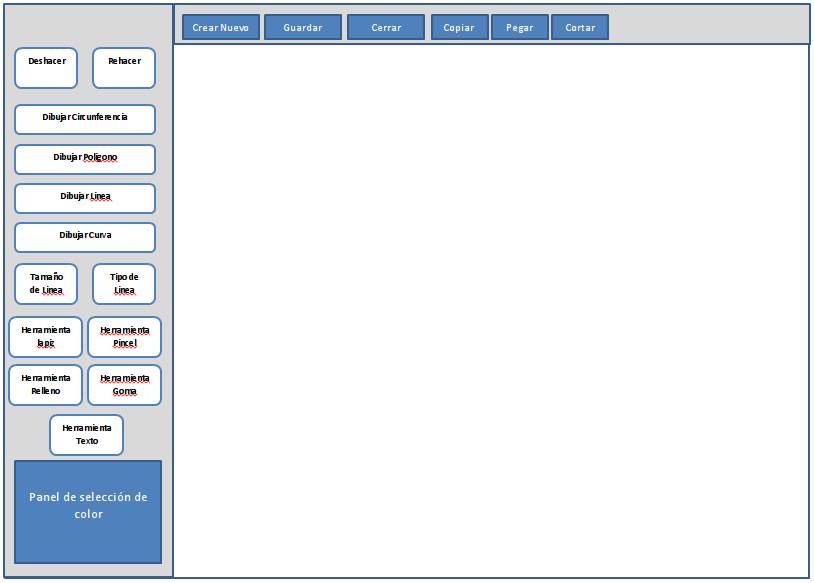 Crear Nuevo Guardar Cerrar Copiar Pegar Cortar
Deshacer Rehacer
Dibujar Circunferencia
Dibujar Poligono
Dibujar Linea
Dibujar Curva
Tamaño
de Linea
Tipo de
Linea
Herramienta
lapiz
Herramienta
Pincel
Herramienta
Relleno
Herramienta
Goma
Herramienta
Texto
Panel de selección de
color